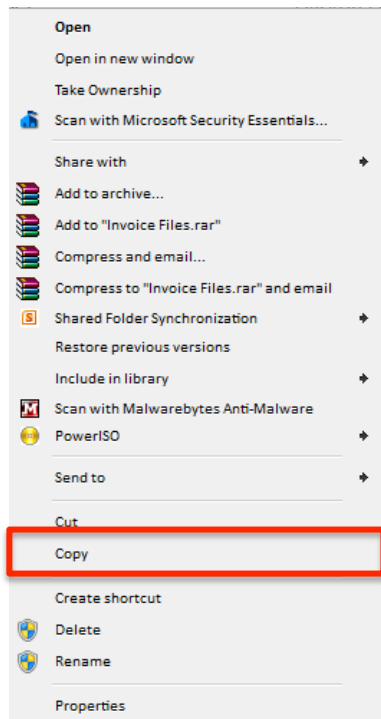 Open
Open in new window
Take Ownership
Scan with Microsoft Security Essentials...
Share with
Add to archive...
Add to "Invoice Files.rar"
Compress and email...
Compress to "Invoice Files.rar" and email
Shared Folder Synchronization
Restore previous versions
Include in library
Scan with Malwarebytes Anti-Malware
PowerISO
Send to
Cut
Copy
Create shortcut
Delete
Rename
Properties